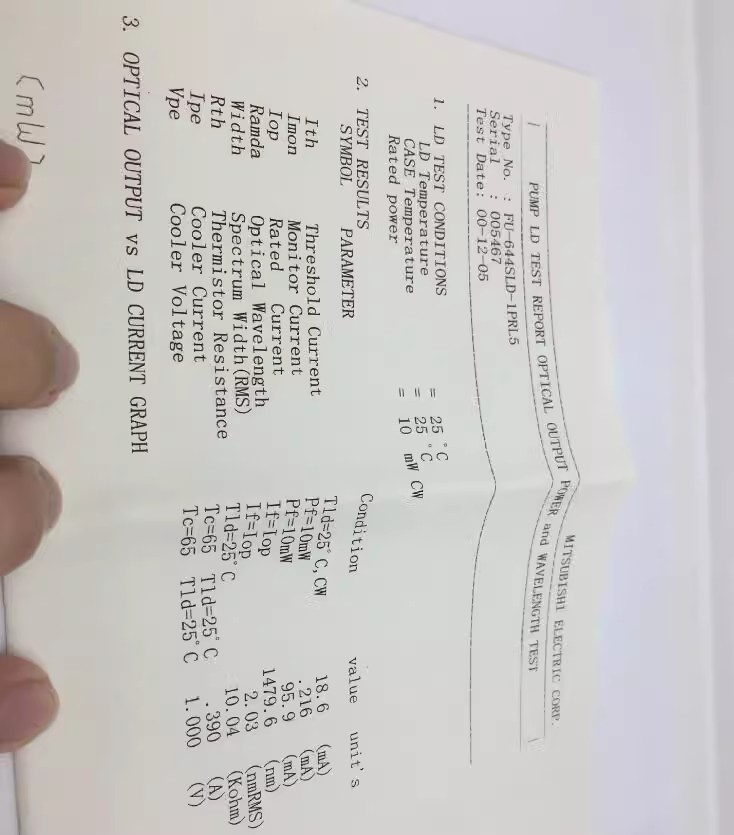 MITSUBISHI ELECTRIC CORP.
PUMP LD TEST REPORT OPTICAL OUTPUT POWER and WAVELENGTH TEST
Type No. : FU-644SLD-1PRL5
Serial : 005467
Test Date: 00-12-05
1. LD TEST CONDITIONS
LD Temperature = 25 °C
CASE Temperature = 25 °C
Rated power = 10 mW CW
2. TEST RESULTS
SYMBOL PARAMETER Condition value unit's
Ith Threshold Current Tld=25°C, CW 18.6 (mA)
Imon Monitor Current Pf=10mW .216 (mA)
Iop Rated Current Pf=10mW 95.9 (mA)
Ramda Optical Wavelength If=Iop 1479.6 (nm)
Width Spectrum Width(RMS) If=Iop 2.03 (nmRMS)
Rth Thermistor Resistance Tld=25°C 10.04 (Kohm)
Ipe Cooler Current Tc=65 Tld=25°C .390 (A)
Vpe Cooler Voltage Tc=65 Tld=25°C 1.000 (V)
3. OPTICAL OUTPUT vs LD CURRENT GRAPH
(mW)